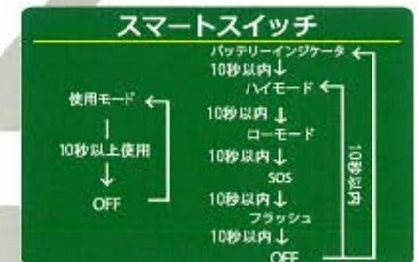 スマートスイッチ
使用モード
10秒以上使用
OFF
バッテリーインジケータ
10秒以内
ハイモード
10秒以内
ローモード
10秒以内
SOS
10秒以内
フラッシュ
10秒以内
OFF
10秒以内